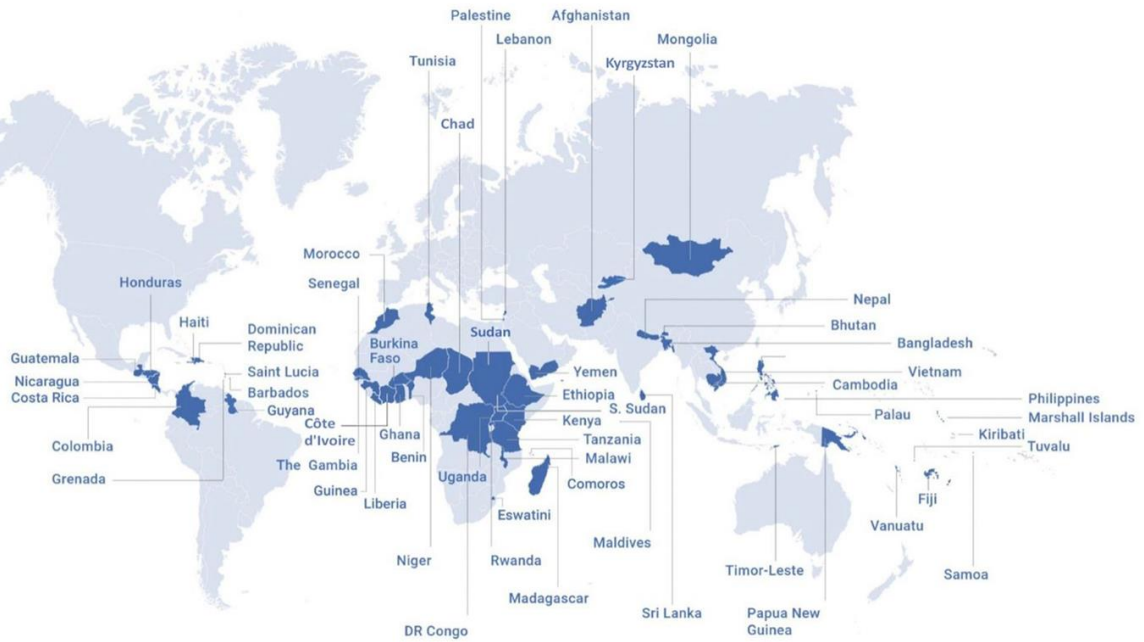 Palestine
Afghanistan
Lebanon
Mongolia
Tunisia
Kyrgyzstan
Chad
Morocco
Honduras
Senegal
Nepal
Haiti
Dominican
Republic
Sudan
Bhutan
Burkina
Faso
Bangladesh
Guatemala
Saint Lucia
Yemen
Vietnam
Nicaragua
Cambodia
Costa Rica
Barbados
Ethiopia
Philippines
Guyana
S. Sudan
Palau
Marshall Islands
Côte
d'Ivoire
Kenya
Kiribati
Ghana
Tanzania
Tuvalu
Colombia
Benin
Malawi
The Gambia
Grenada
Uganda
Comoros
Guinea
Fiji
Liberia
Eswatini
Vanuatu
Maldives
Niger
Rwanda
Timor-Leste
Samoa
Madagascar
Sri Lanka
Papua New
Guinea
DR Congo